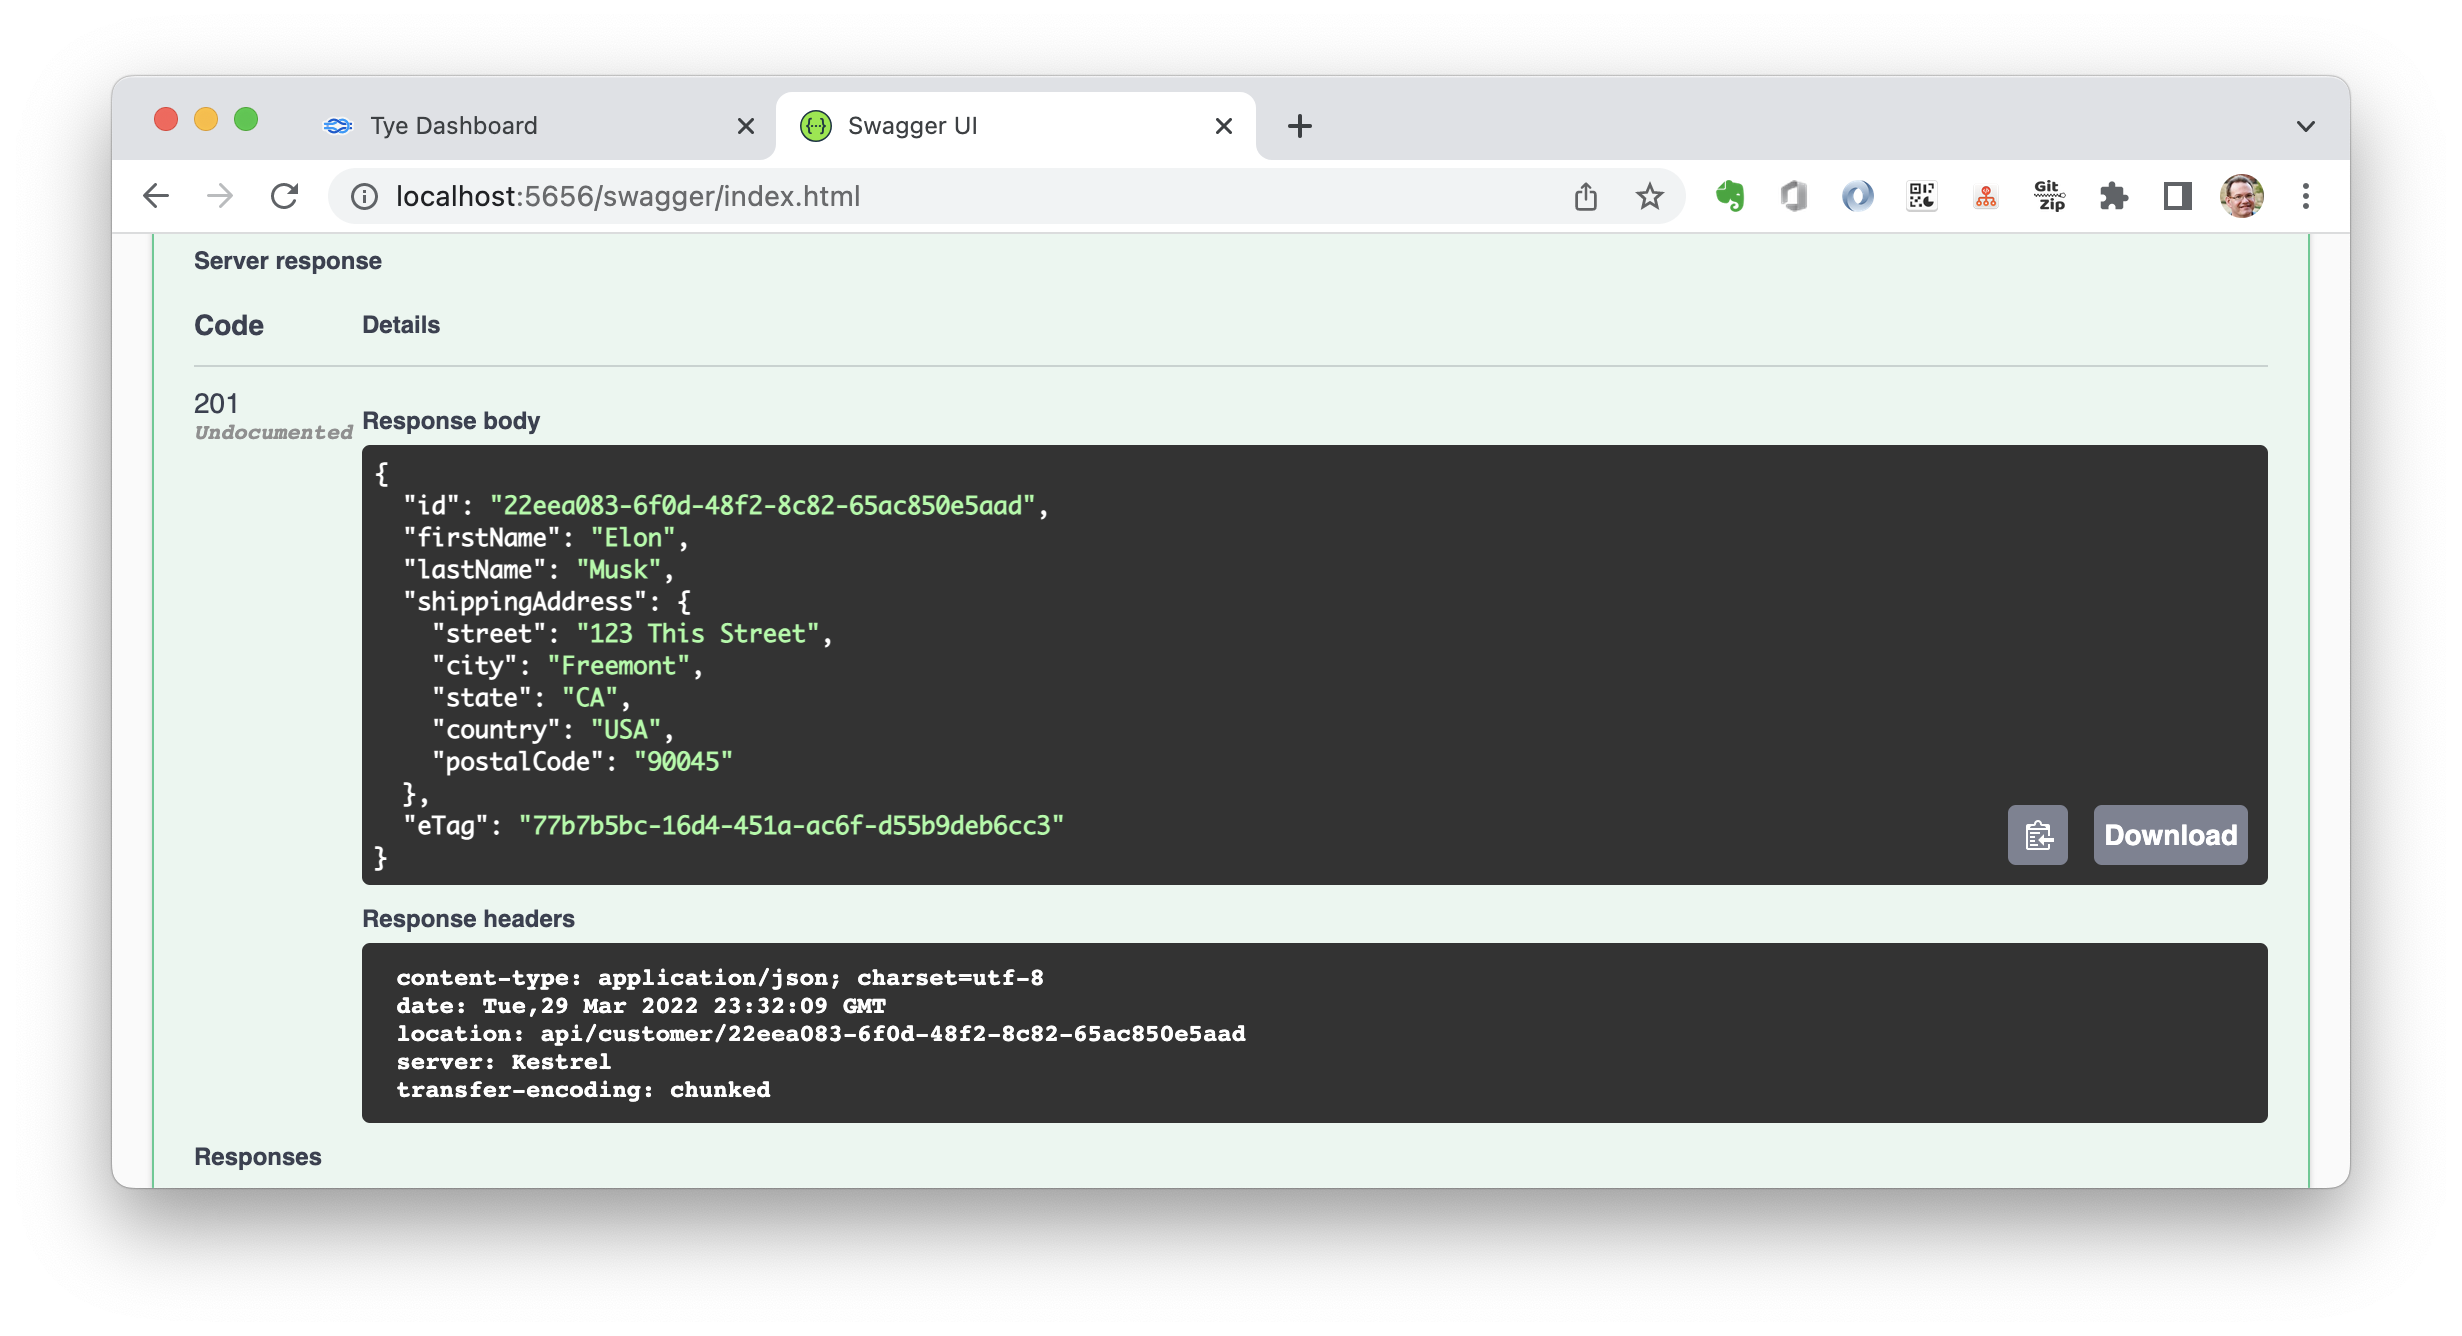 Tye Dashboard
Swagger UI
localhost:5656/swagger/index.html
Git
Zip
Server response
Code Details
201
Undocumented
Response body
{
  "id": "22eea083-6f0d-48f2-8c82-65ac850e5aad",
  "firstName": "Elon",
  "lastName": "Musk",
  "shippingAddress": {
    "street": "123 This Street",
    "city": "Freemont",
    "state": "CA",
    "country": "USA",
    "postalCode": "90045"
  },
  "eTag": "77b7b5bc-16d4-451a-ac6f-d55b9deb6cc3"
}
Download
Response headers
content-type: application/json; charset=utf-8
date: Tue,29 Mar 2022 23:32:09 GMT
location: api/customer/22eea083-6f0d-48f2-8c82-65ac850e5aad
server: Kestrel
transfer-encoding: chunked
Responses